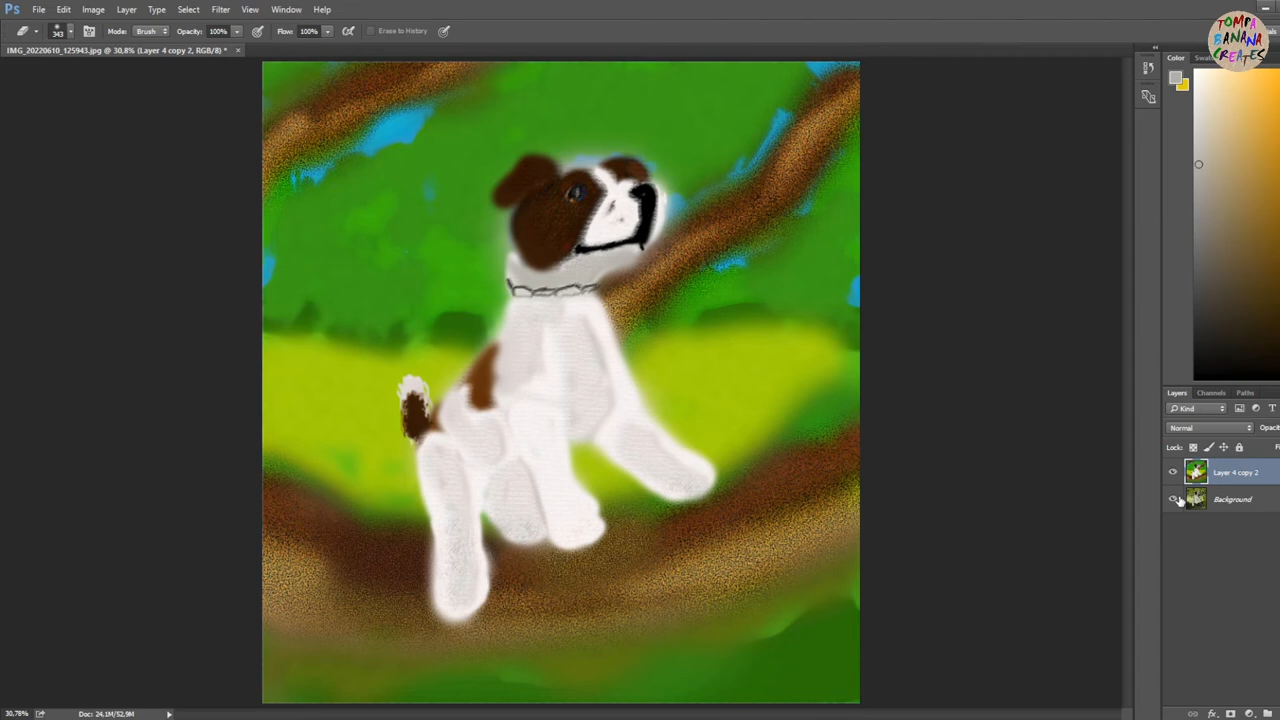 Ps File Edit Image Layer Type Select Filter View Window Help
343 Mode: Brush Opacity: 100% Flow: 100% Erase to History
IMG_20220610_125943.jpg @ 30,8% (Layer 4 copy 2, RGB/8) * ×
TOMPA
BANANA
CREATES
Color
Layers Channels Paths
Kind T
Normal
Lock:
Layer 4 copy 2
Background
30,78% Doc: 24,1M/52,9M